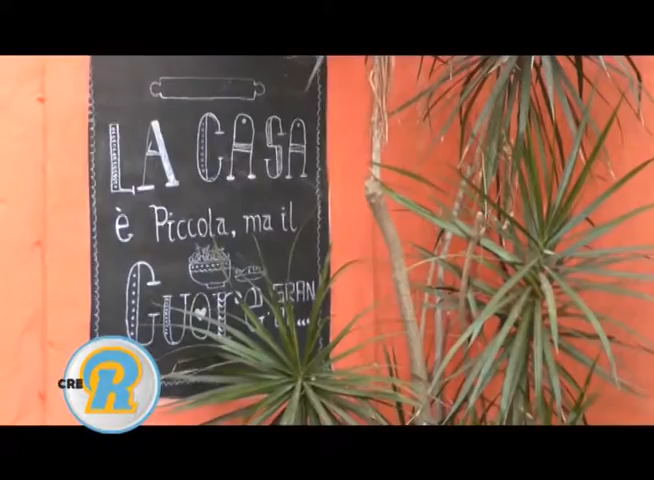 LA CASA
è Piccola, ma il
CUORE
GRAN
CRE
R